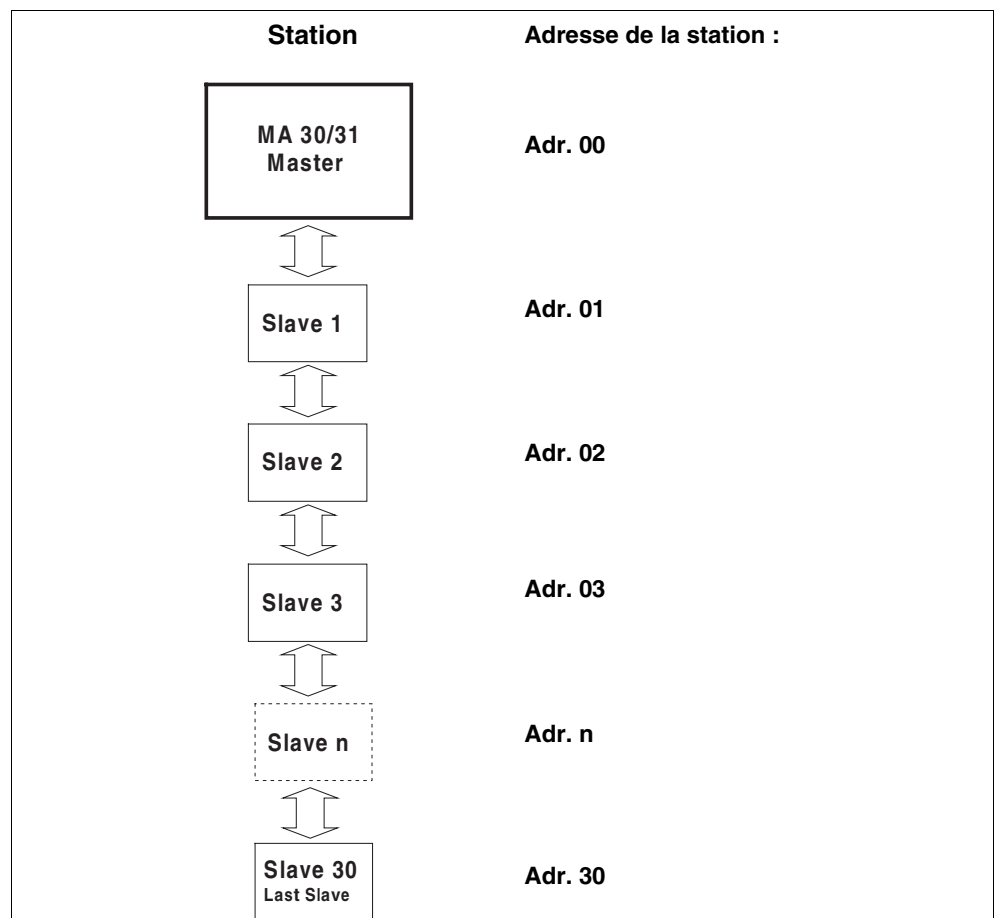 Station Adresse de la station :
MA 30/31
Master
Adr. 00
Slave 1
Adr. 01
Slave 2
Adr. 02
Slave 3
Adr. 03
Slave n
Adr. n
Slave 30
Last Slave
Adr. 30